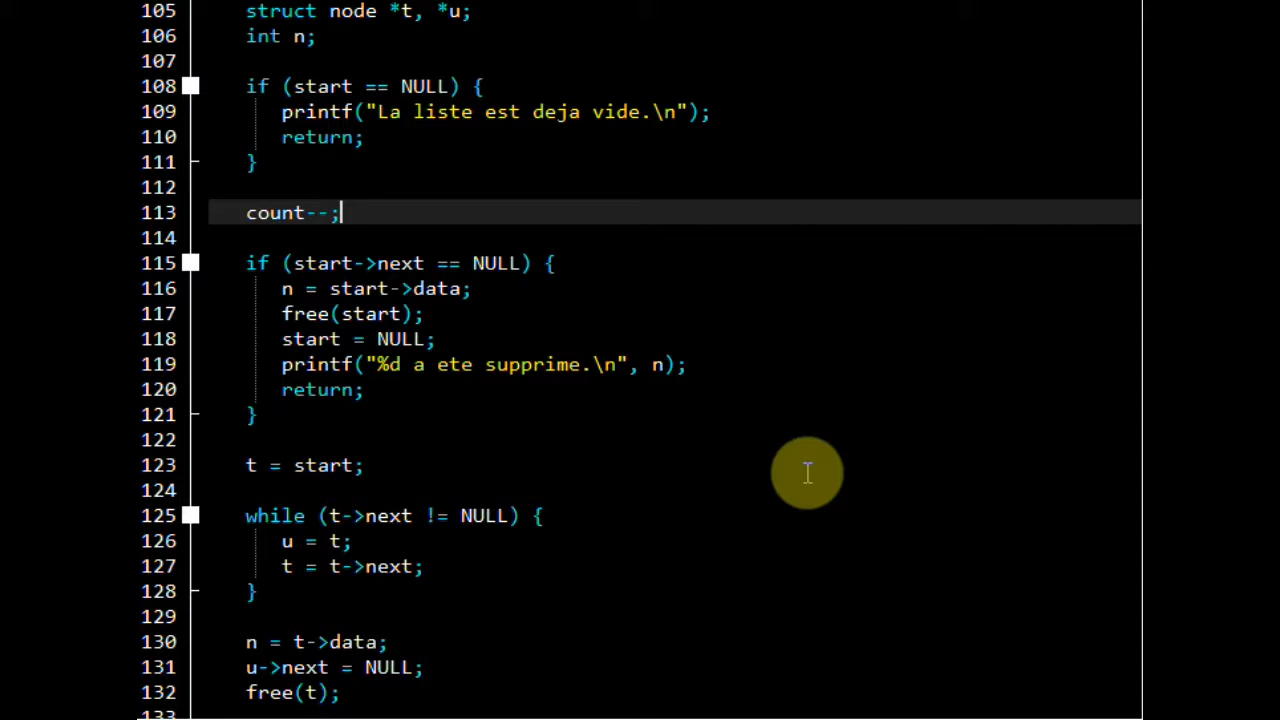 105 struct node *t, *u;
106 int n;
107
108 if (start == NULL) {
109 printf("La liste est deja vide.\n");
110 return;
111 }
112
113 count--;
114
115 if (start->next == NULL) {
116 n = start->data;
117 free(start);
118 start = NULL;
119 printf("%d a ete supprime.\n", n);
120 return;
121 }
122
123 t = start;
124
125 while (t->next != NULL) {
126 u = t;
127 t = t->next;
128 }
129
130 n = t->data;
131 u->next = NULL;
132 free(t);
133